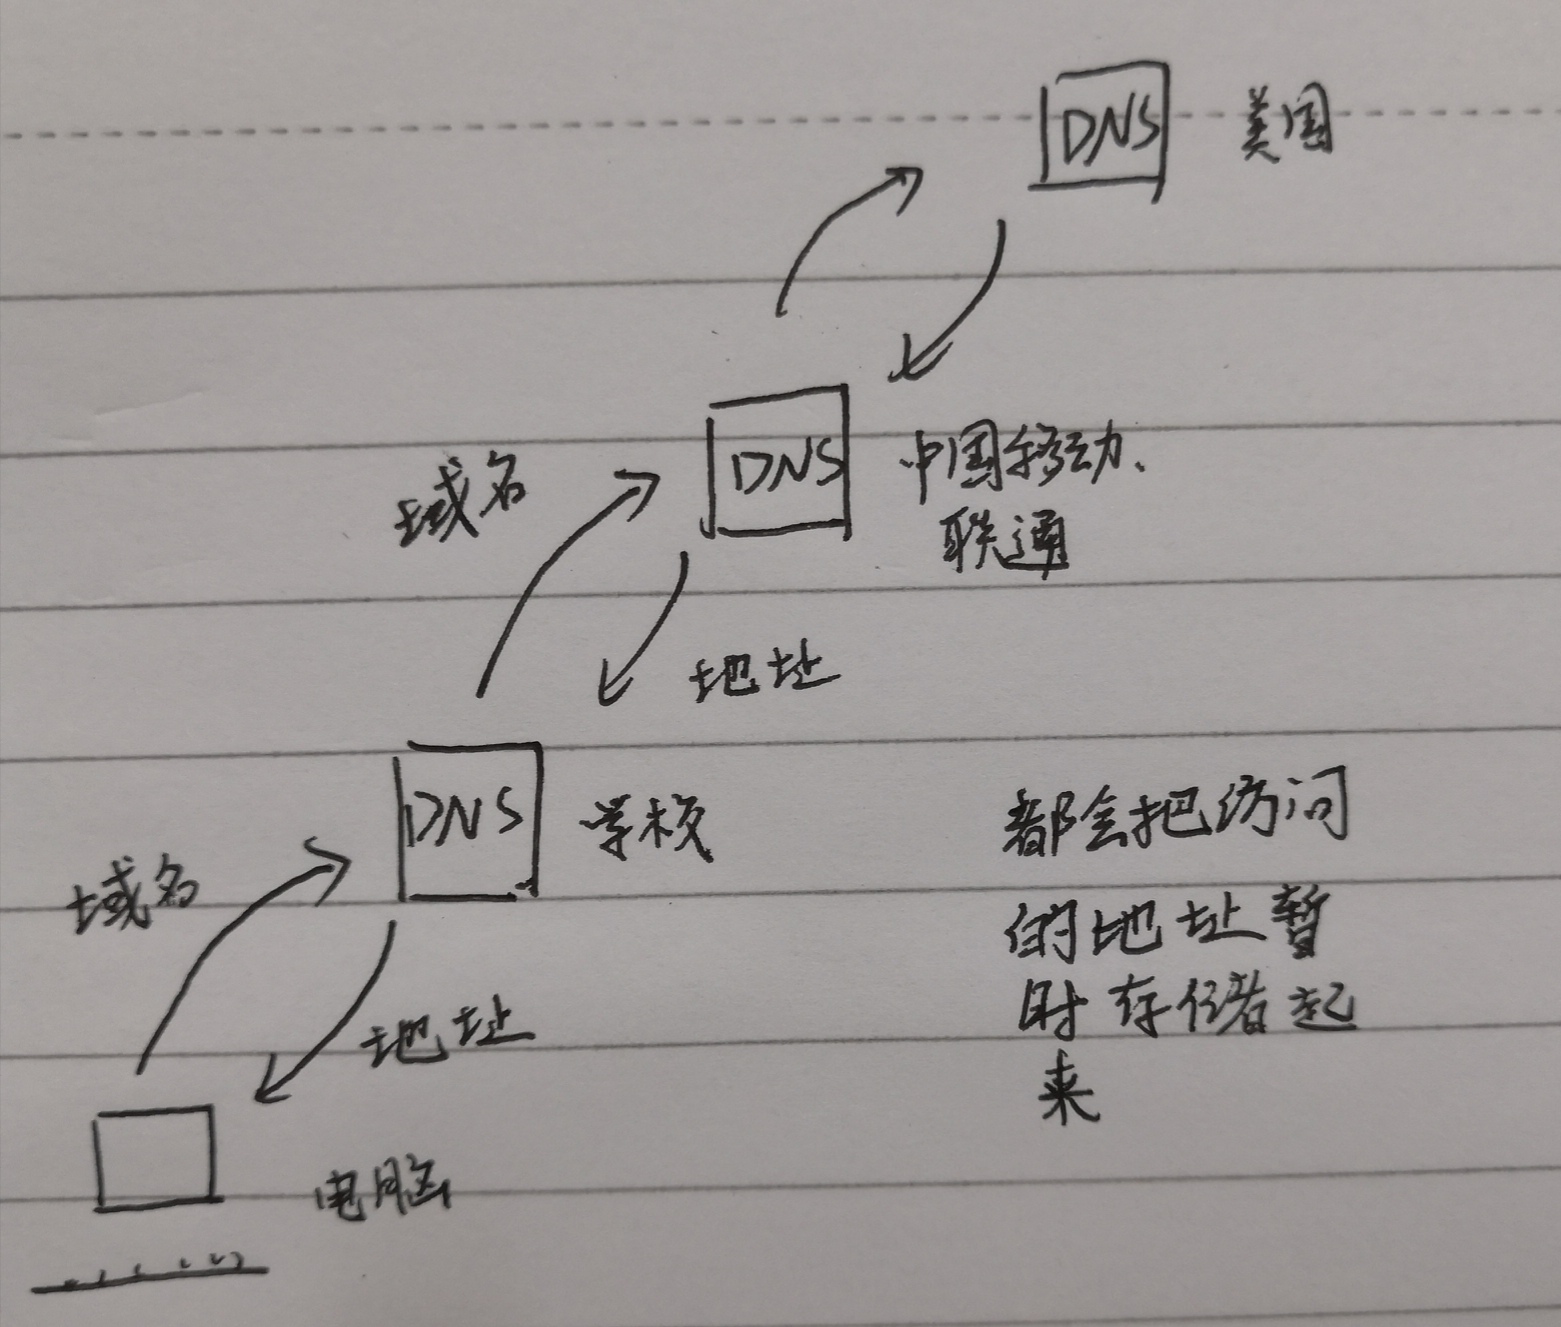 DNS 美国
域名
DNS 中国移动、
联通
地址
DNS 学校
域名
地址
电脑
都会把访问
的地址暂
时存储起
来